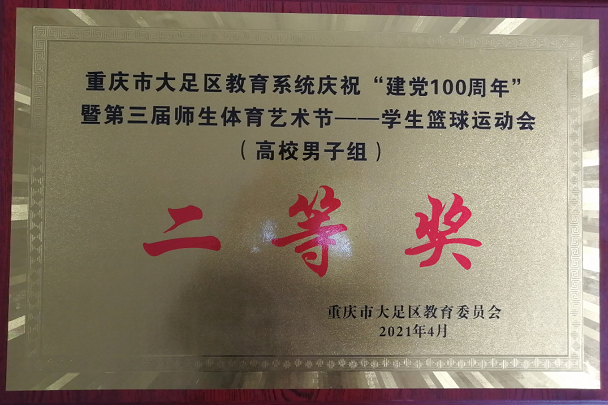 重庆市大足区教育系统庆祝“建党100周年”
暨第三届师生体育艺术节——学生篮球运动会
（高校男子组）
二等奖
重庆市大足区教育委员会
2021年4月